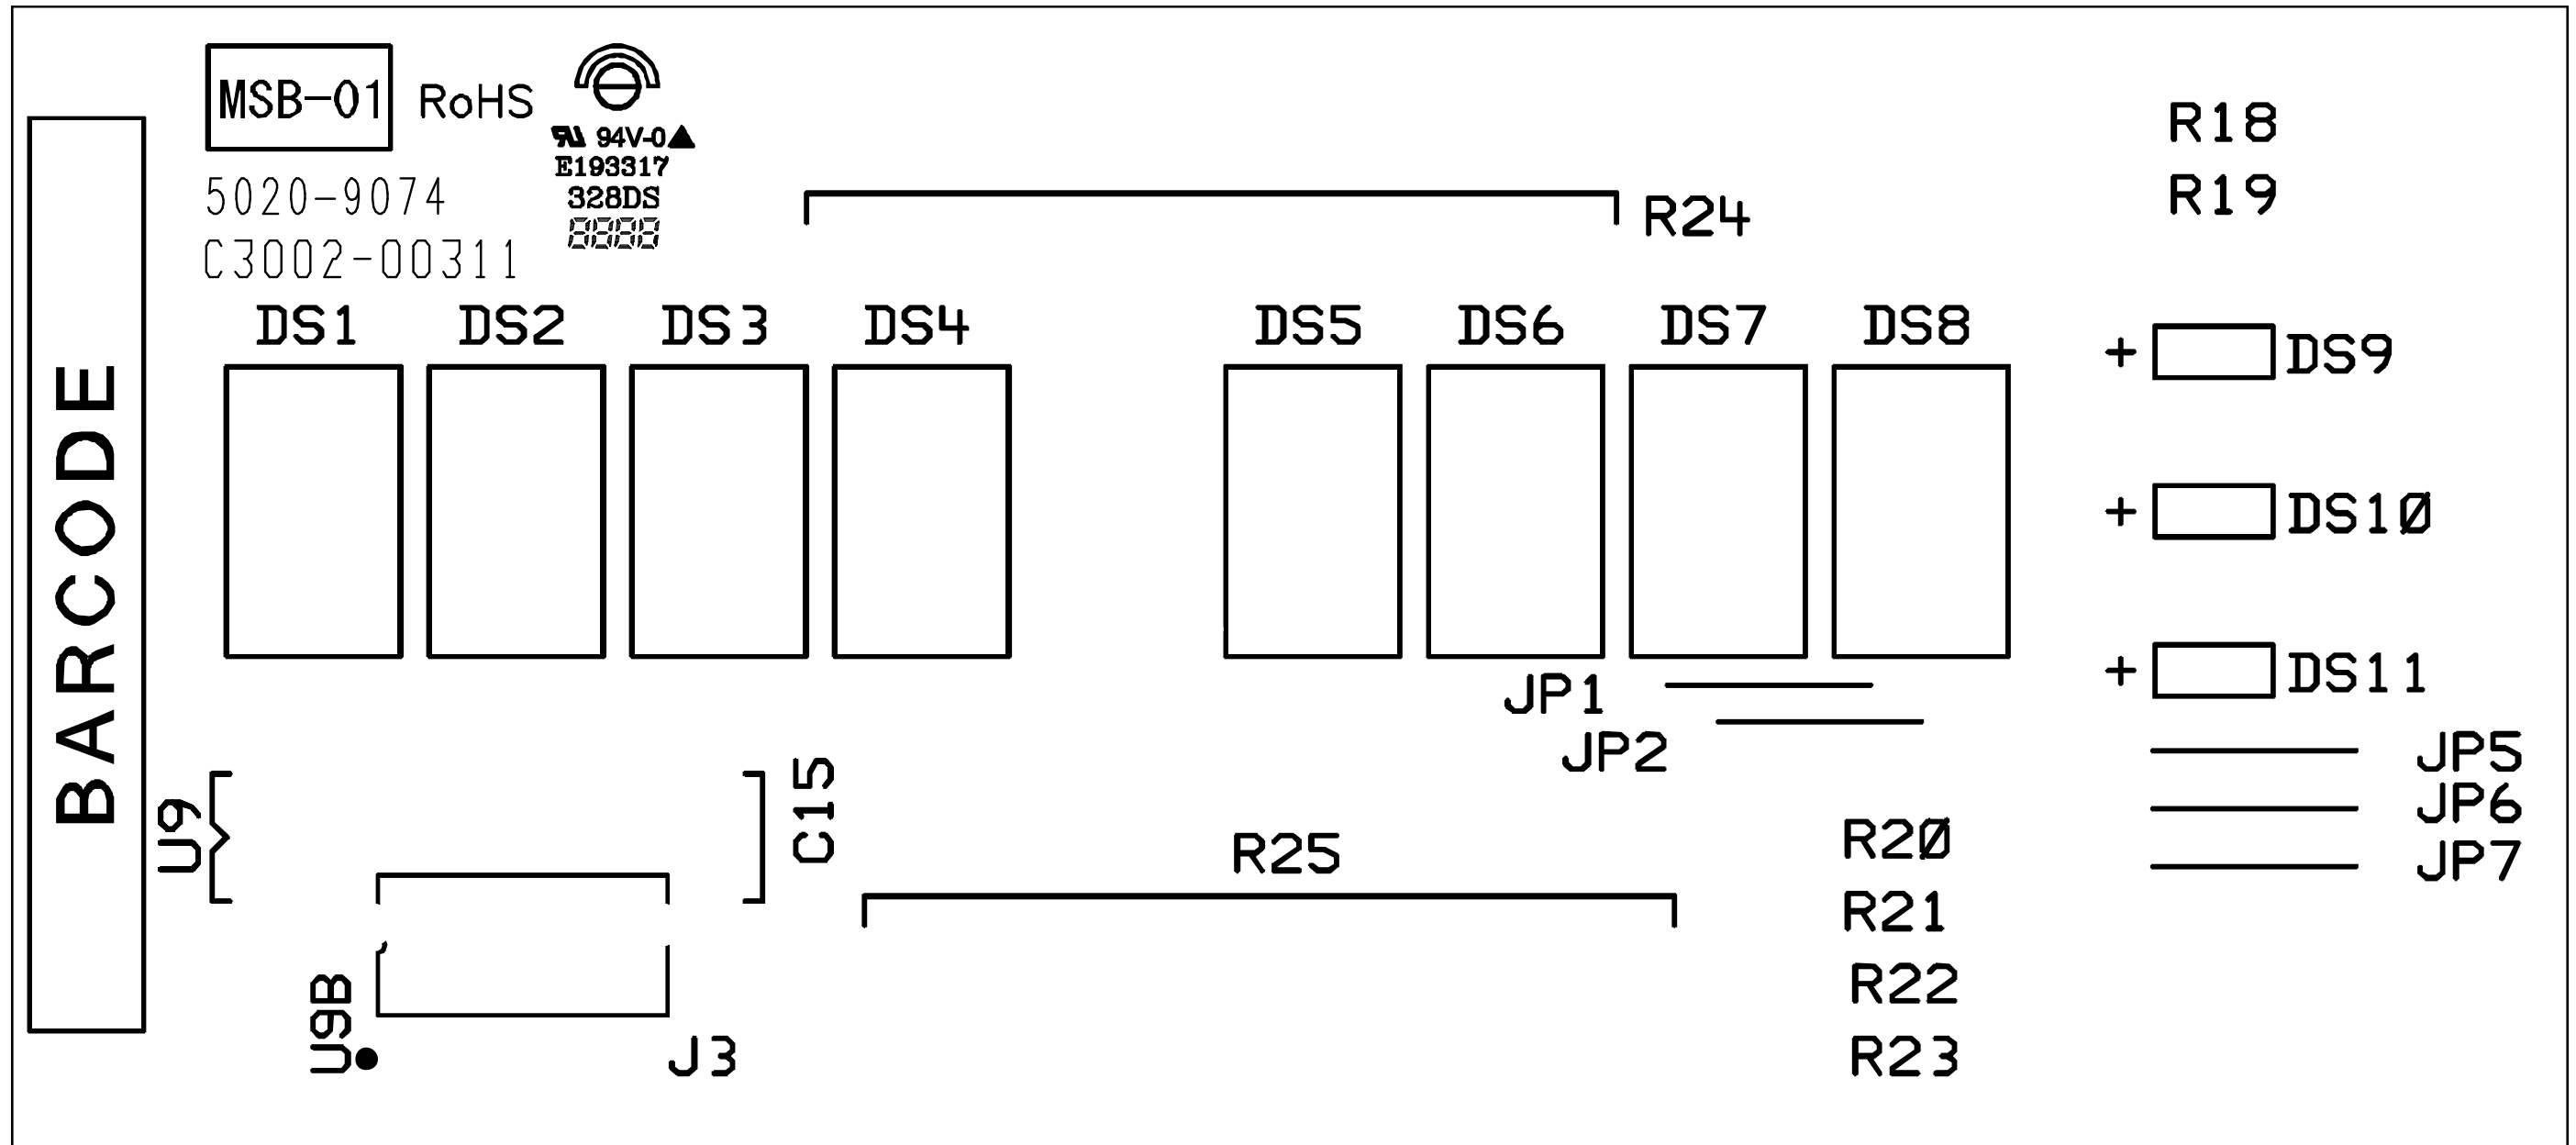 MSB-01 RoHS
94V-0
E193317
328DS
8888
5020-9074
C3002-00311
BARCODE
R18
R19
R24
DS1 DS2 DS3 DS4 DS5 DS6 DS7 DS8
+ DS9
+ DS10
+ DS11
JP1
JP2
JP5
JP6
JP7
U9
C15
R25
R20
R21
R22
R23
U9B
J3